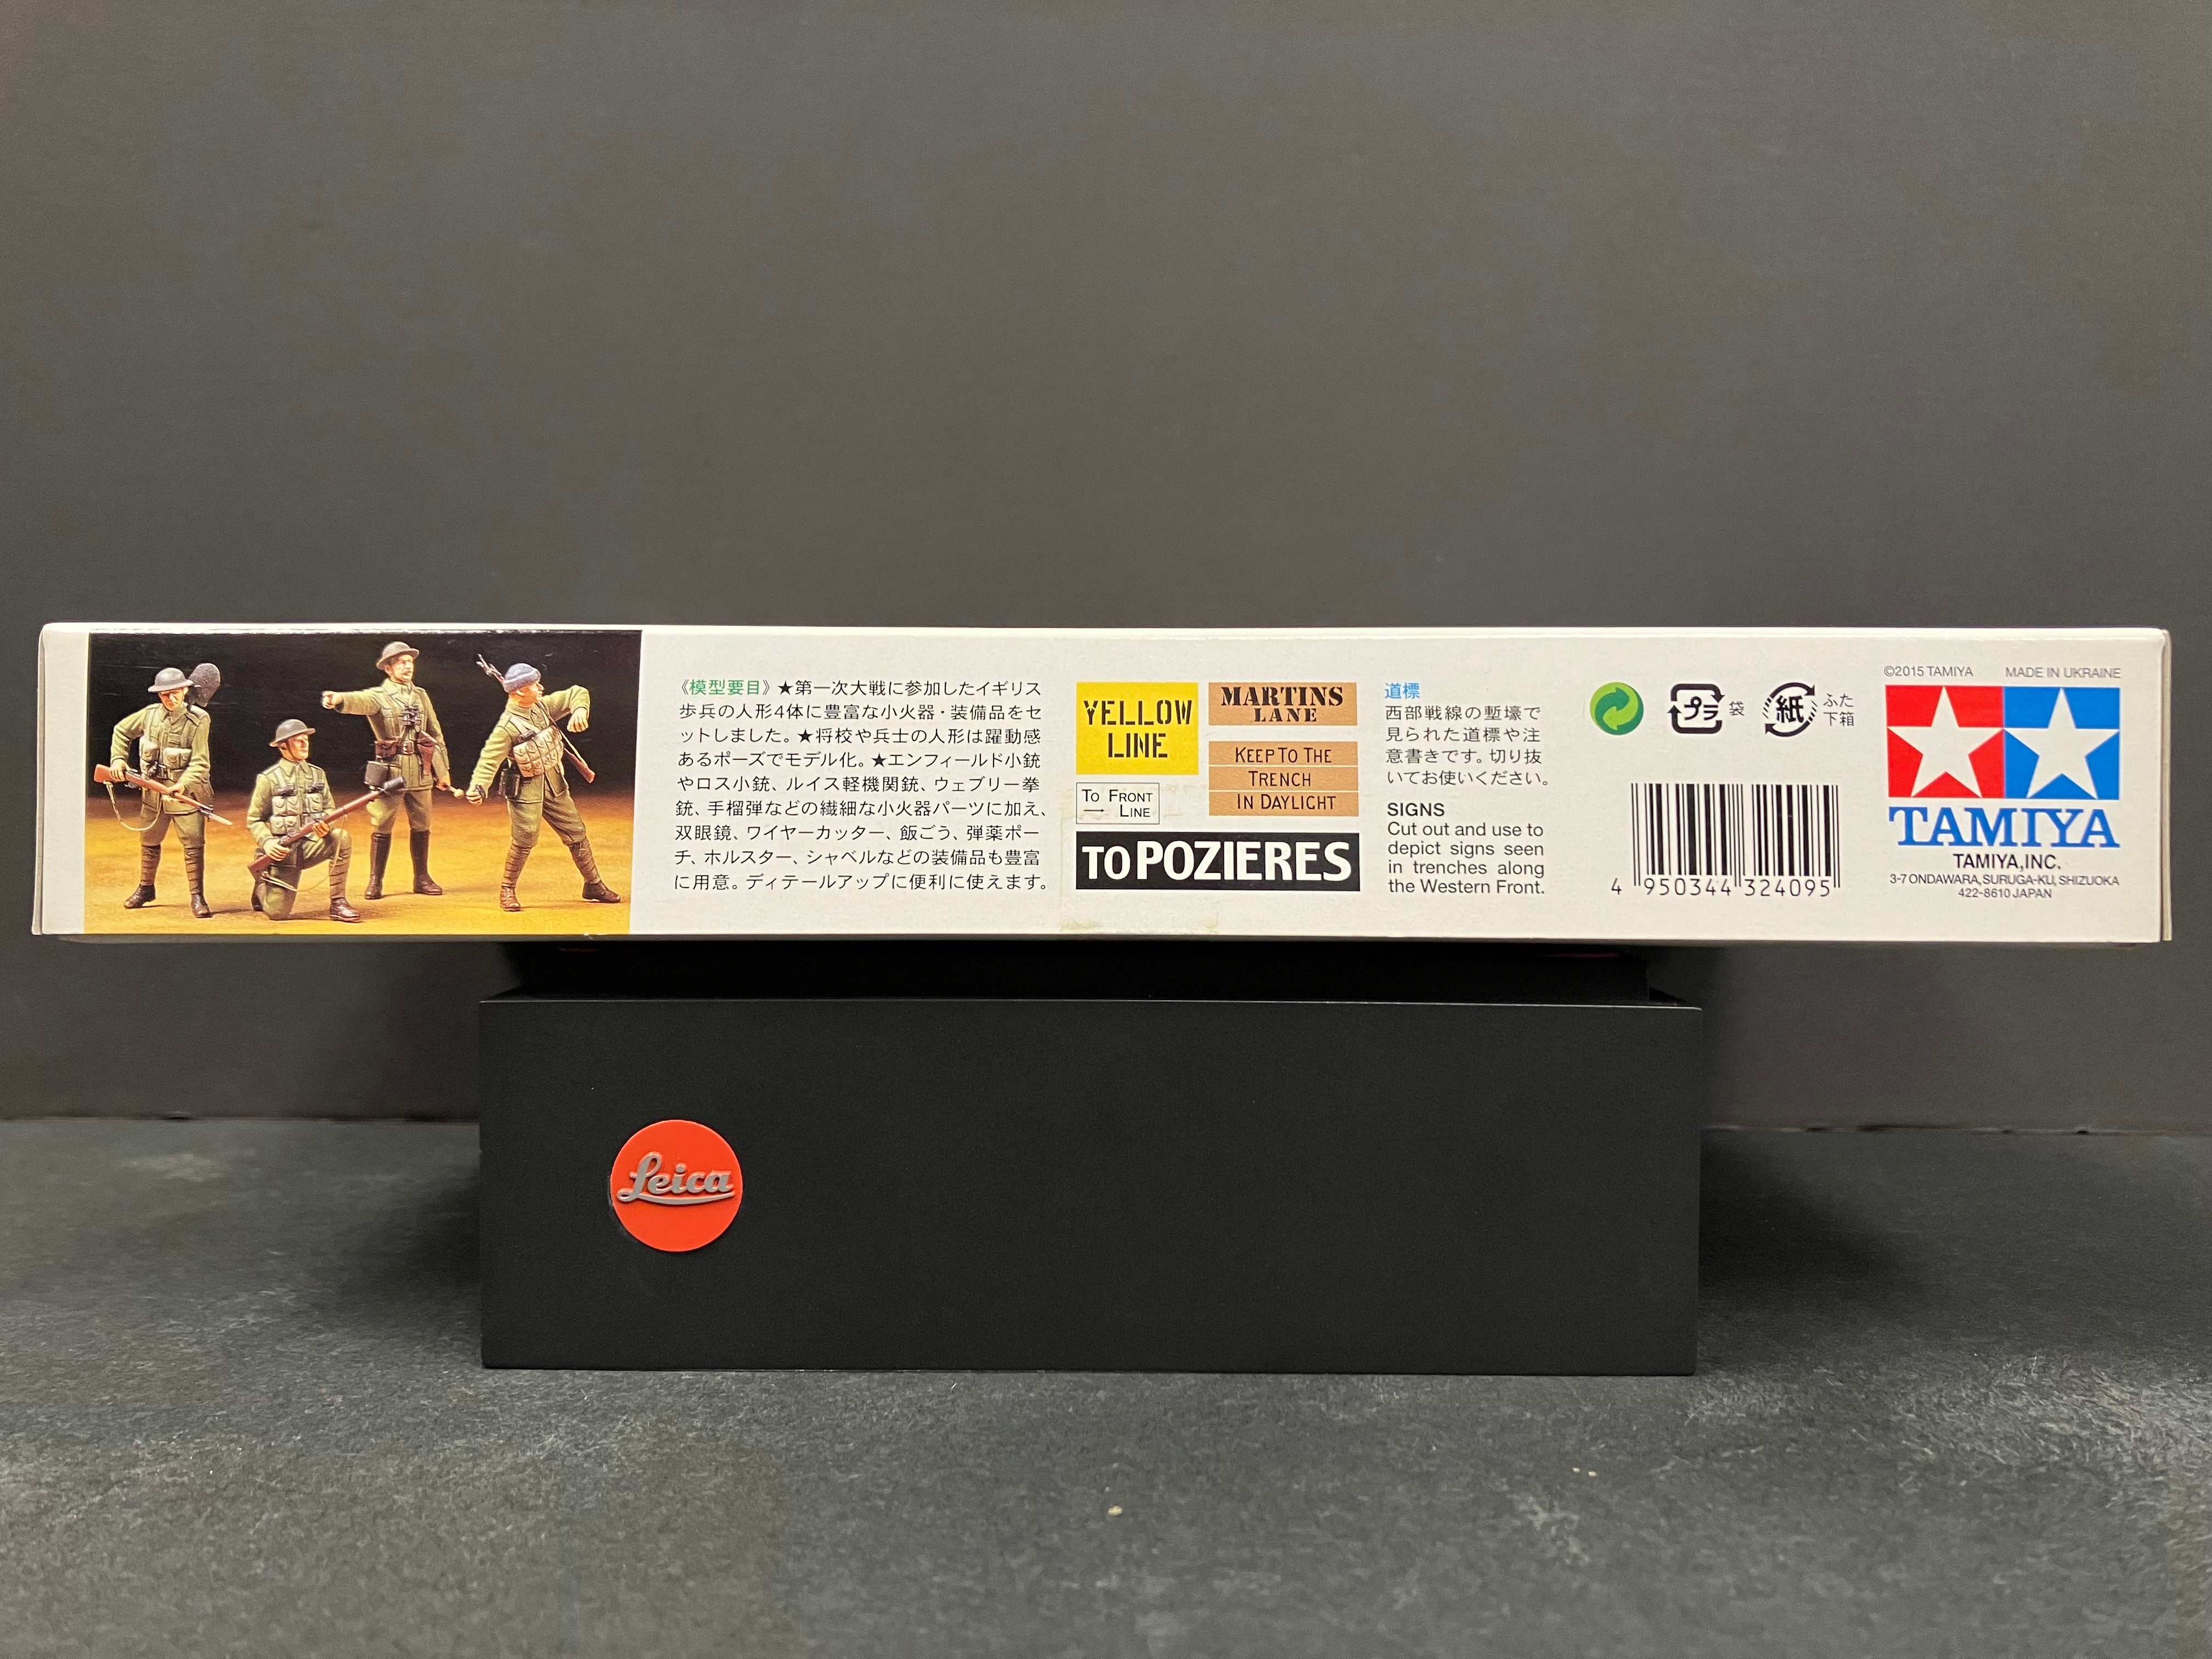 《模型要目》★第一次大戦に参加したイギリス
歩兵の人形4体に豊富な小火器・装備品をセ
ットしました。★将校や兵士の人形は躍動感
あるポーズでモデル化。★エンフィールド小銃
やロス小銃、ルイス軽機関銃、ウェブリー拳
銃、手榴弾などの繊細な小火器パーツに加え、
双眼鏡、ワイヤーカッター、飯ごう、弾薬ポー
チ、ホルスター、シャベルなどの装備品も豊富
に用意。ディテールアップに便利に使えます。
YELLOW
LINE
MARTINS
LANE
KEEP TO THE
TRENCH
IN DAYLIGHT
TO FRONT
→ LINE
TO POZIERES
道標
西部戦線の塹壕で
見られた道標や注
意書きです。切り抜
いてお使いください。
SIGNS
Cut out and use to
depict signs seen
in trenches along
the Western Front.
プラ 袋
紙 ふた
下箱
4 950344 324095
©2015 TAMIYA MADE IN UKRAINE
TAMIYA
TAMIYA,INC.
3-7 ONDAWARA,SURUGA-KU,SHIZUOKA
422-8610 JAPAN
Leica